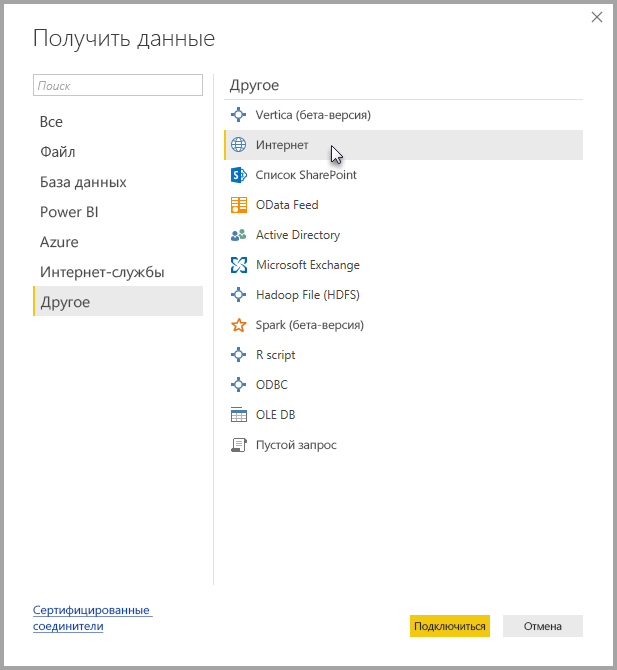 Получить данные
Поиск
Все
Файл
База данных
Power BI
Azure
Интернет-службы
Другое
Другое
Vertica (бета-версия)
Интернет
Список SharePoint
OData Feed
Active Directory
Microsoft Exchange
Hadoop File (HDFS)
Spark (бета-версия)
R script
ODBC
OLE DB
Пустой запрос
Сертифицированные
соединители
Подключиться
Отмена